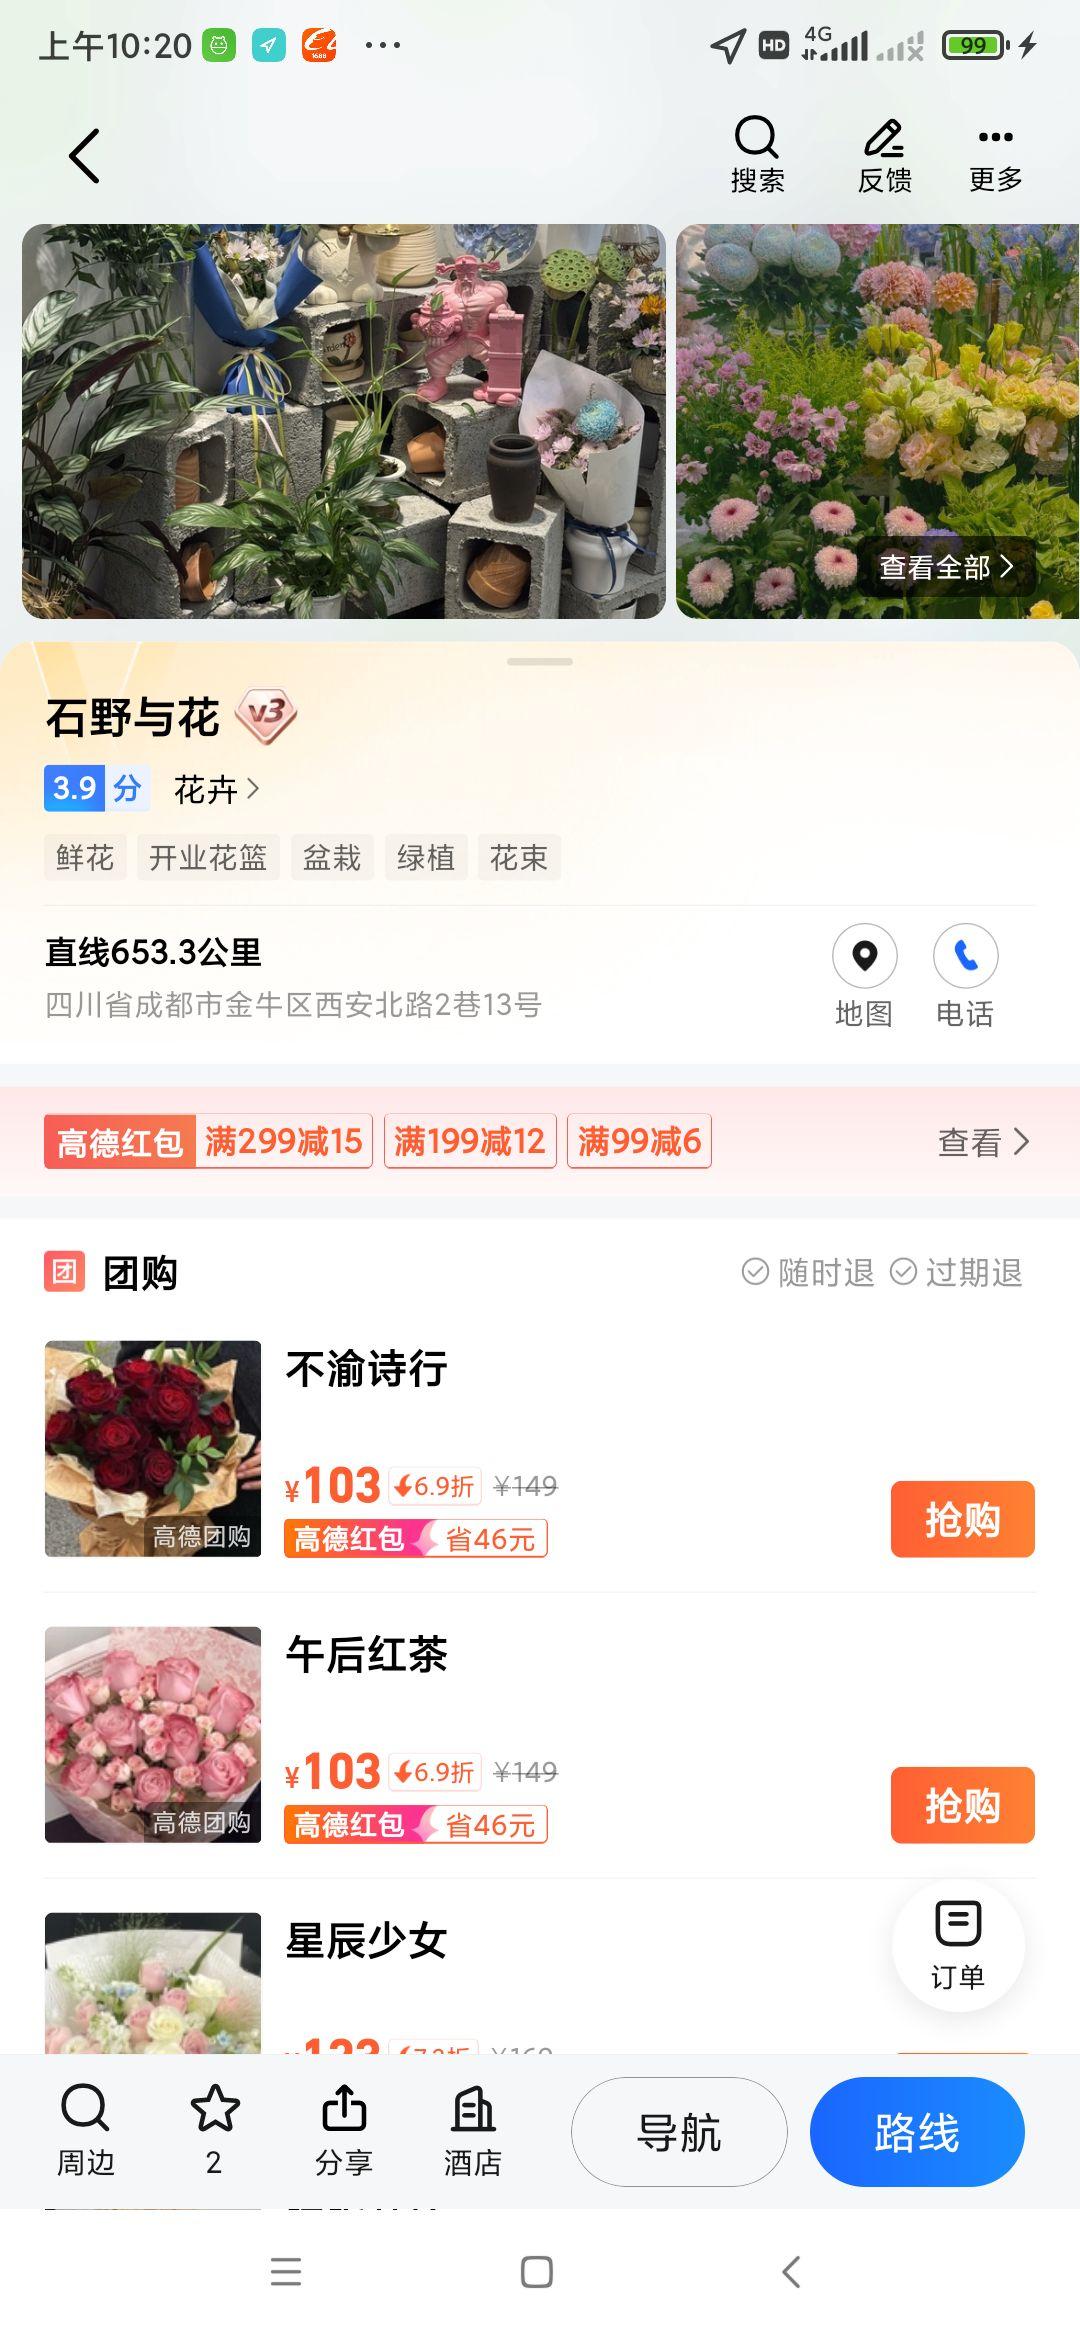 上午10:20
HD 4G 99
搜索 反馈 更多
查看全部
石野与花 V3
3.9分 花卉
鲜花 开业花篮 盆栽 绿植 花束
直线653.3公里
四川省成都市金牛区西安北路2巷13号
地图 电话
高德红包 满299减15 满199减12 满99减6 查看
团 团购 随时退 过期退
不渝诗行
¥103 6.9折 ¥149
高德红包 省46元
抢购
高德团购
午后红茶
¥103 6.9折 ¥149
高德红包 省46元
抢购
高德团购
星辰少女
订单
周边 2 分享 酒店 导航 路线